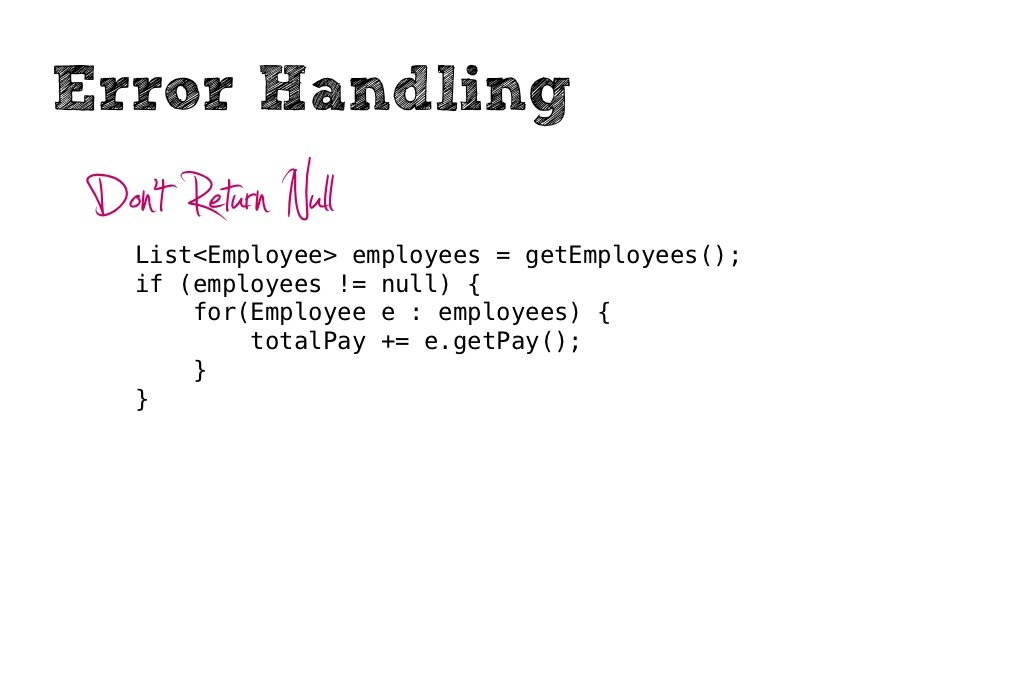 Error Handling
Don't Return Null
List<Employee> employees = getEmployees();
if (employees != null) {
    for(Employee e : employees) {
        totalPay += e.getPay();
    }
}